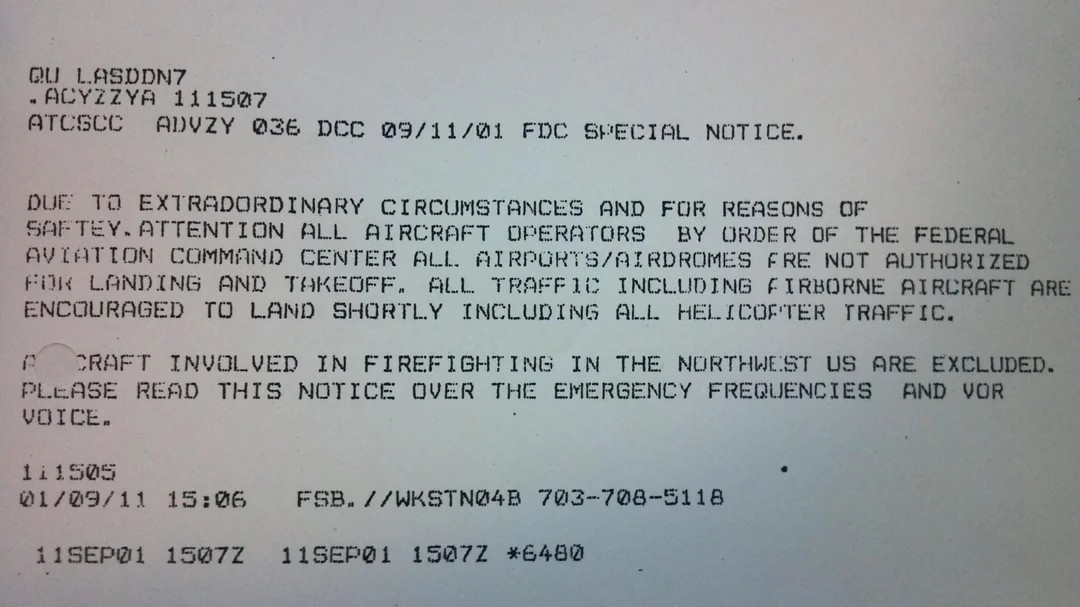 QU LASDDN7
.ACYZZYA 111507
ATCSCC ADVZY 036 DCC 09/11/01 FDC SPECIAL NOTICE.
DUE TO EXTRADORDINARY CIRCUMSTANCES AND FOR REASONS OF
SAFTEY.ATTENTION ALL AIRCRAFT OPERATORS BY ORDER OF THE FEDERAL
AVIATION COMMAND CENTER ALL AIRPORTS/AIRDROMES ARE NOT AUTHORIZED
FOR LANDING AND TAKEOFF. ALL TRAFFIC INCLUDING AIRBORNE AIRCRAFT ARE
ENCOURAGED TO LAND SHORTLY INCLUDING ALL HELICOPTER TRAFFIC.
A CRAFT INVOLVED IN FIREFIGHTING IN THE NORTHWEST US ARE EXCLUDED.
PLEASE READ THIS NOTICE OVER THE EMERGENCY FREQUENCIES AND VOR
VOICE.
111505
01/09/11 15:06 FSB.//WKSTN04B 703-708-5118
11SEP01 1507Z 11SEP01 1507Z *6480